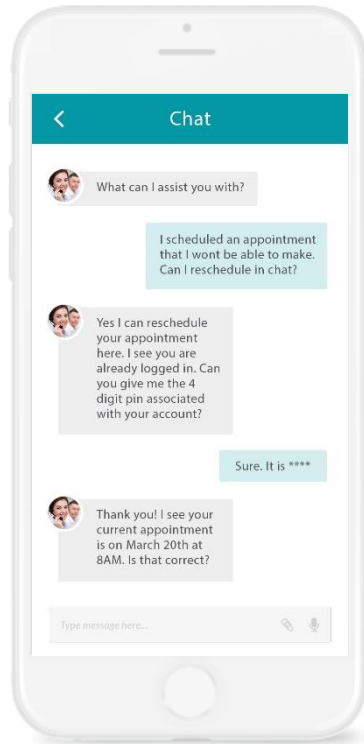 Chat
What can I assist you with?
I scheduled an appointment
that I wont be able to make.
Can I reschedule in chat?
Yes I can reschedule
your appointment
here. I see you are
already logged in. Can
you give me the 4
digit pin associated
with your account?
Sure. It is ****
Thank you! I see your
current appointment
is on March 20th at
8AM. Is that correct?
Type message here...